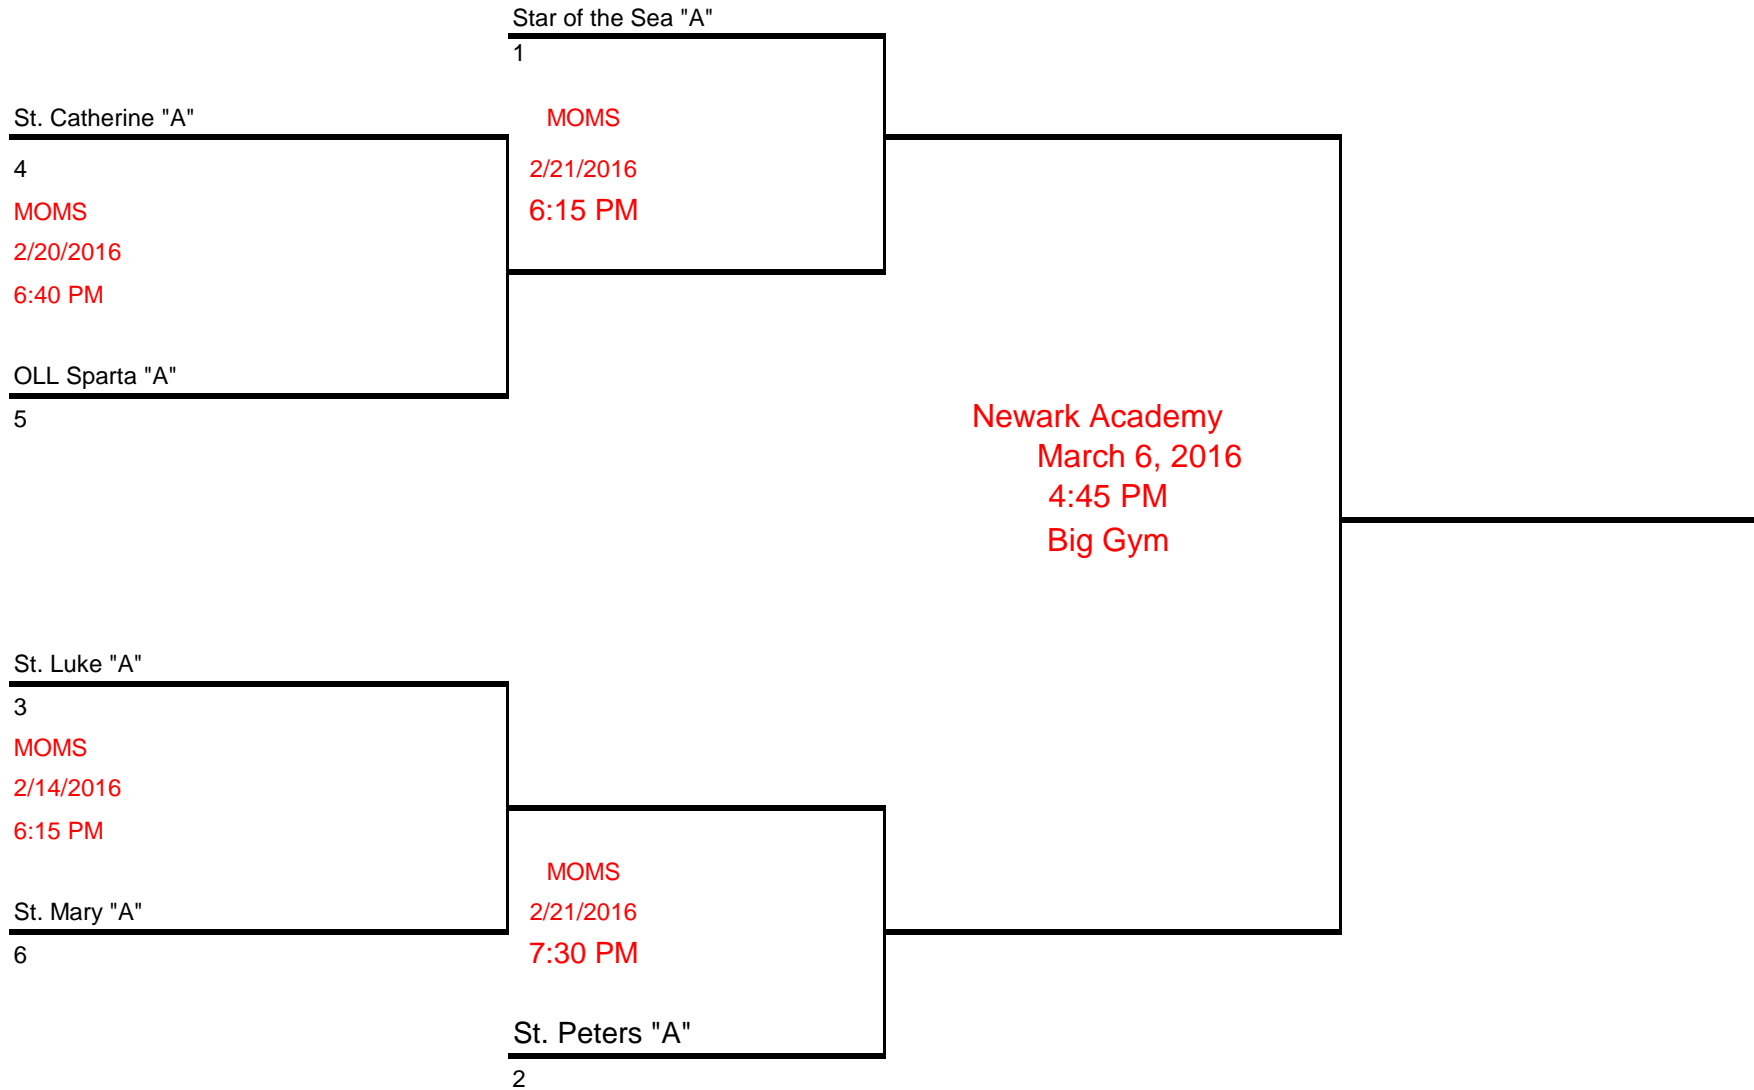 Star of the Sea "A"
1
St. Catherine "A"
4
MOMS
2/20/2016
6:40 PM
MOMS
2/21/2016
6:15 PM
OLL Sparta "A"
5
Newark Academy
March 6, 2016
4:45 PM
Big Gym
St. Luke "A"
3
MOMS
2/14/2016
6:15 PM
St. Mary "A"
6
MOMS
2/21/2016
7:30 PM
St. Peters "A"
2